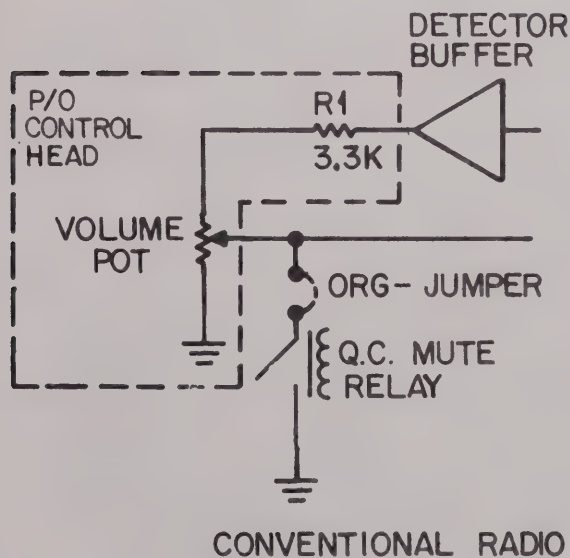 DETECTOR
BUFFER
P/O
CONTROL
HEAD
R1
3.3K
VOLUME
POT
ORG-JUMPER
Q.C. MUTE
RELAY
CONVENTIONAL RADIO